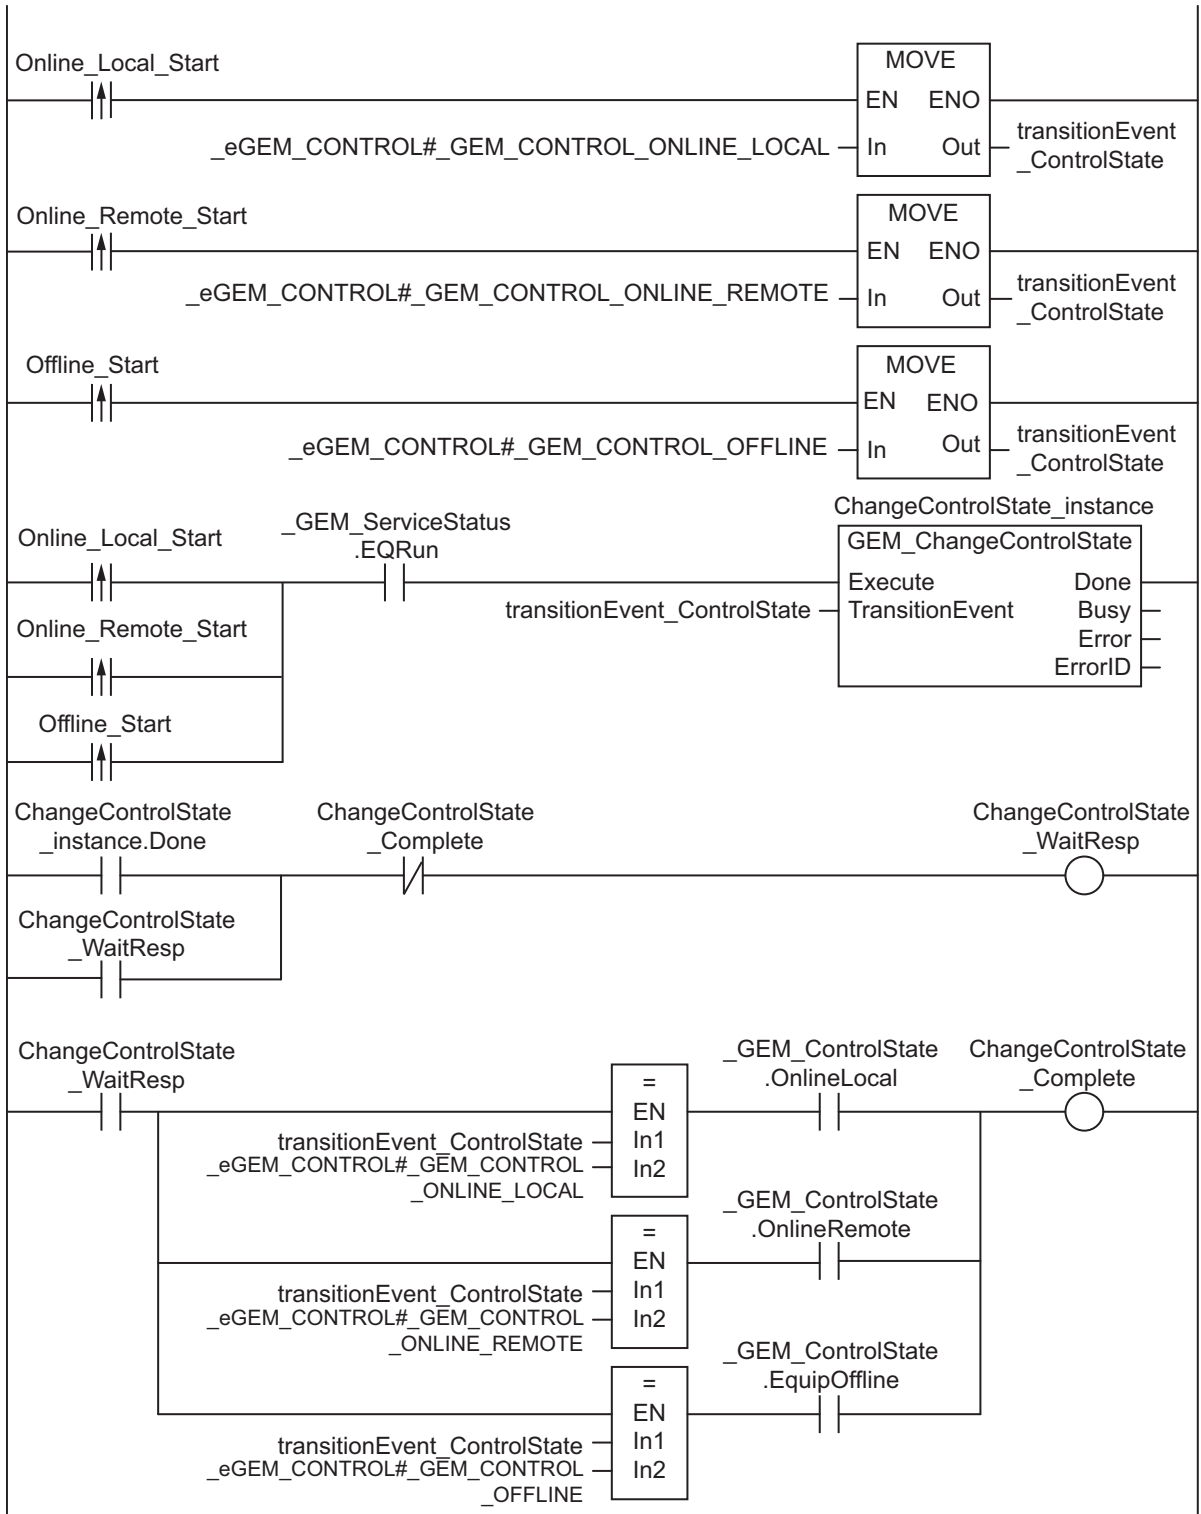 Online_Local_Start
MOVE
EN ENO
_eGEM_CONTROL#_GEM_CONTROL_ONLINE_LOCAL
In Out
transitionEvent
_ControlState
Online_Remote_Start
MOVE
EN ENO
_eGEM_CONTROL#_GEM_CONTROL_ONLINE_REMOTE
In Out
transitionEvent
_ControlState
Offline_Start
MOVE
EN ENO
_eGEM_CONTROL#_GEM_CONTROL_OFFLINE
In Out
transitionEvent
_ControlState
Online_Local_Start
_GEM_ServiceStatus
.EQRun
ChangeControlState_instance
GEM_ChangeControlState
Execute Done
transitionEvent_ControlState
TransitionEvent Busy
Error
ErrorID
Online_Remote_Start
Offline_Start
ChangeControlState
_instance.Done
ChangeControlState
_Complete
ChangeControlState
_WaitResp
ChangeControlState
_WaitResp
ChangeControlState
_WaitResp
=
EN
In1
In2
transitionEvent_ControlState
_eGEM_CONTROL#_GEM_CONTROL
_ONLINE_LOCAL
_GEM_ControlState
.OnlineLocal
ChangeControlState
_Complete
=
EN
In1
In2
transitionEvent_ControlState
_eGEM_CONTROL#_GEM_CONTROL
_ONLINE_REMOTE
_GEM_ControlState
.OnlineRemote
=
EN
In1
In2
transitionEvent_ControlState
_eGEM_CONTROL#_GEM_CONTROL
_OFFLINE
_GEM_ControlState
.EquipOffline